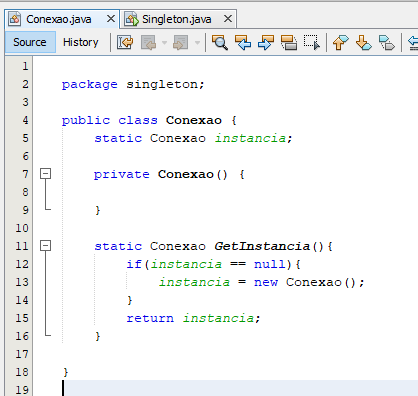 Conexao.java Singleton.java
Source History
1
2 package singleton;
3
4 public class Conexao {
5 static Conexao instancia;
6
7 private Conexao() {
8
9 }
10
11 static Conexao GetInstancia(){
12 if(instancia == null){
13 instancia = new Conexao();
14 }
15 return instancia;
16 }
17
18 }
19